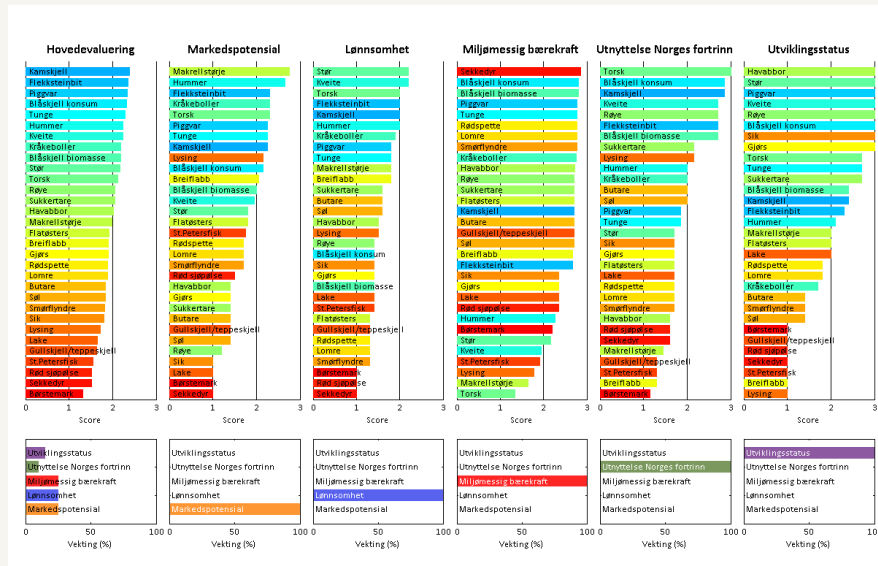 Hovedevaluering
Kamskjell
Flekksteinbit
Piggvar
Blåskjell konsum
Tunge
Hummer
Kveite
Kråkeboller
Blåskjell biomasse
Stør
Torsk
Røye
Sukkertare
Havabbor
Makrellstørje
Flatøsters
Breiflabb
Gjørs
Rødspette
Lomre
Butare
Søl
Smørflyndre
Sik
Lysing
Lake
Gullskjell/teppeskjell
St.Petersfisk
Rød sjøpølse
Sekkedyr
Børstemark
0 1 2 3
Score
Markedspotensial
Makrellstørje
Hummer
Flekksteinbit
Kråkeboller
Torsk
Piggvar
Tunge
Kamskjell
Lysing
Blåskjell konsum
Breiflabb
Blåskjell biomasse
Kveite
Stør
Flatøsters
St.Petersfisk
Rødspette
Lomre
Smørflyndre
Rød sjøpølse
Havabbor
Gjørs
Sukkertare
Butare
Gullskjell/teppeskjell
Søl
Røye
Sik
Lake
Børstemark
Sekkedyr
0 1 2 3
Score
Lønnsomhet
Stør
Kveite
Torsk
Flekksteinbit
Kamskjell
Hummer
Kråkeboller
Piggvar
Tunge
Makrellstørje
Breiflabb
Sukkertare
Butare
Søl
Havabbor
Lysing
Røye
Blåskjell konsum
Sik
Gjørs
Blåskjell biomasse
Lake
St.Petersfisk
Flatøsters
Gullskjell/teppeskjell
Rødspette
Lomre
Smørflyndre
Børstemark
Rød sjøpølse
Sekkedyr
0 1 2 3
Score
Miljømessig bærekraft
Sekkedyr
Blåskjell konsum
Blåskjell biomasse
Piggvar
Tunge
Rødspette
Lomre
Smørflyndre
Kråkeboller
Havabbor
Røye
Sukkertare
Flatøsters
Kamskjell
Butare
Gullskjell/teppeskjell
Søl
Breiflabb
Flekksteinbit
Sik
Gjørs
Lake
Rød sjøpølse
Hummer
Børstemark
Stør
Kveite
St.Petersfisk
Lysing
Makrellstørje
Torsk
0 1 2 3
Score
Utnyttelse Norges fortrinn
Torsk
Blåskjell konsum
Kamskjell
Kveite
Røye
Flekksteinbit
Blåskjell biomasse
Sukkertare
Lysing
Hummer
Kråkeboller
Butare
Søl
Piggvar
Tunge
Stør
Sik
Gjørs
Flatøsters
Lake
Rødspette
Lomre
Smørflyndre
Havabbor
Rød sjøpølse
Sekkedyr
Makrellstørje
Gullskjell/teppeskjell
St.Petersfisk
Breiflabb
Børstemark
0 1 2 3
Score
Utviklingsstatus
Havabbor
Stør
Piggvar
Kveite
Røye
Blåskjell konsum
Sik
Gjørs
Torsk
Tunge
Sukkertare
Blåskjell biomasse
Kamskjell
Flekksteinbit
Hummer
Makrellstørje
Flatøsters
Lake
Rødspette
Lomre
Kråkeboller
Butare
Smørflyndre
Søl
Børstemark
Gullskjell/teppeskjell
Rød sjøpølse
Sekkedyr
St.Petersfisk
Breiflabb
Lysing
0 1 2 3
Score
Utviklingsstatus
Utnyttelse Norges fortrinn
Miljømessig bærekraft
Lønnsomhet
Markedspotensial
0 50 100
Vekting (%)
Utviklingsstatus
Utnyttelse Norges fortrinn
Miljømessig bærekraft
Lønnsomhet
Markedspotensial
0 50 100
Vekting (%)
Utviklingsstatus
Utnyttelse Norges fortrinn
Miljømessig bærekraft
Lønnsomhet
Markedspotensial
0 50 100
Vekting (%)
Utviklingsstatus
Utnyttelse Norges fortrinn
Miljømessig bærekraft
Lønnsomhet
Markedspotensial
0 50 100
Vekting (%)
Utviklingsstatus
Utnyttelse Norges fortrinn
Miljømessig bærekraft
Lønnsomhet
Markedspotensial
0 50 100
Vekting (%)
Utviklingsstatus
Utnyttelse Norges fortrinn
Miljømessig bærekraft
Lønnsomhet
Markedspotensial
0 50 100
Vekting (%)